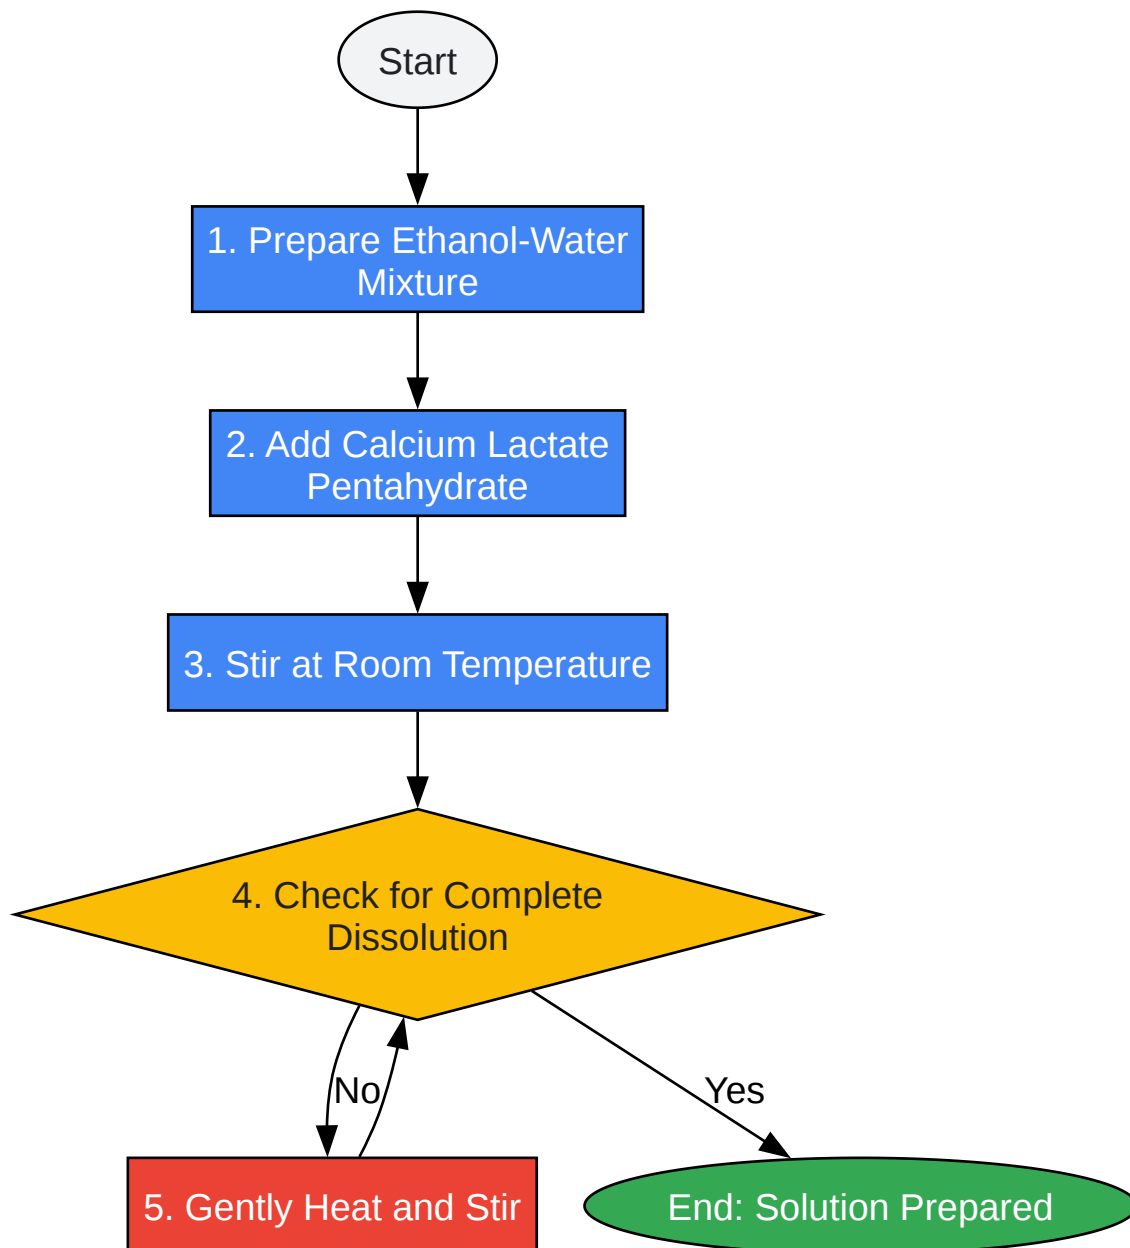 Start
1. Prepare Ethanol-Water
Mixture
2. Add Calcium Lactate
Pentahydrate
3. Stir at Room Temperature
4. Check for Complete
Dissolution
No
Yes
5. Gently Heat and Stir
End: Solution Prepared